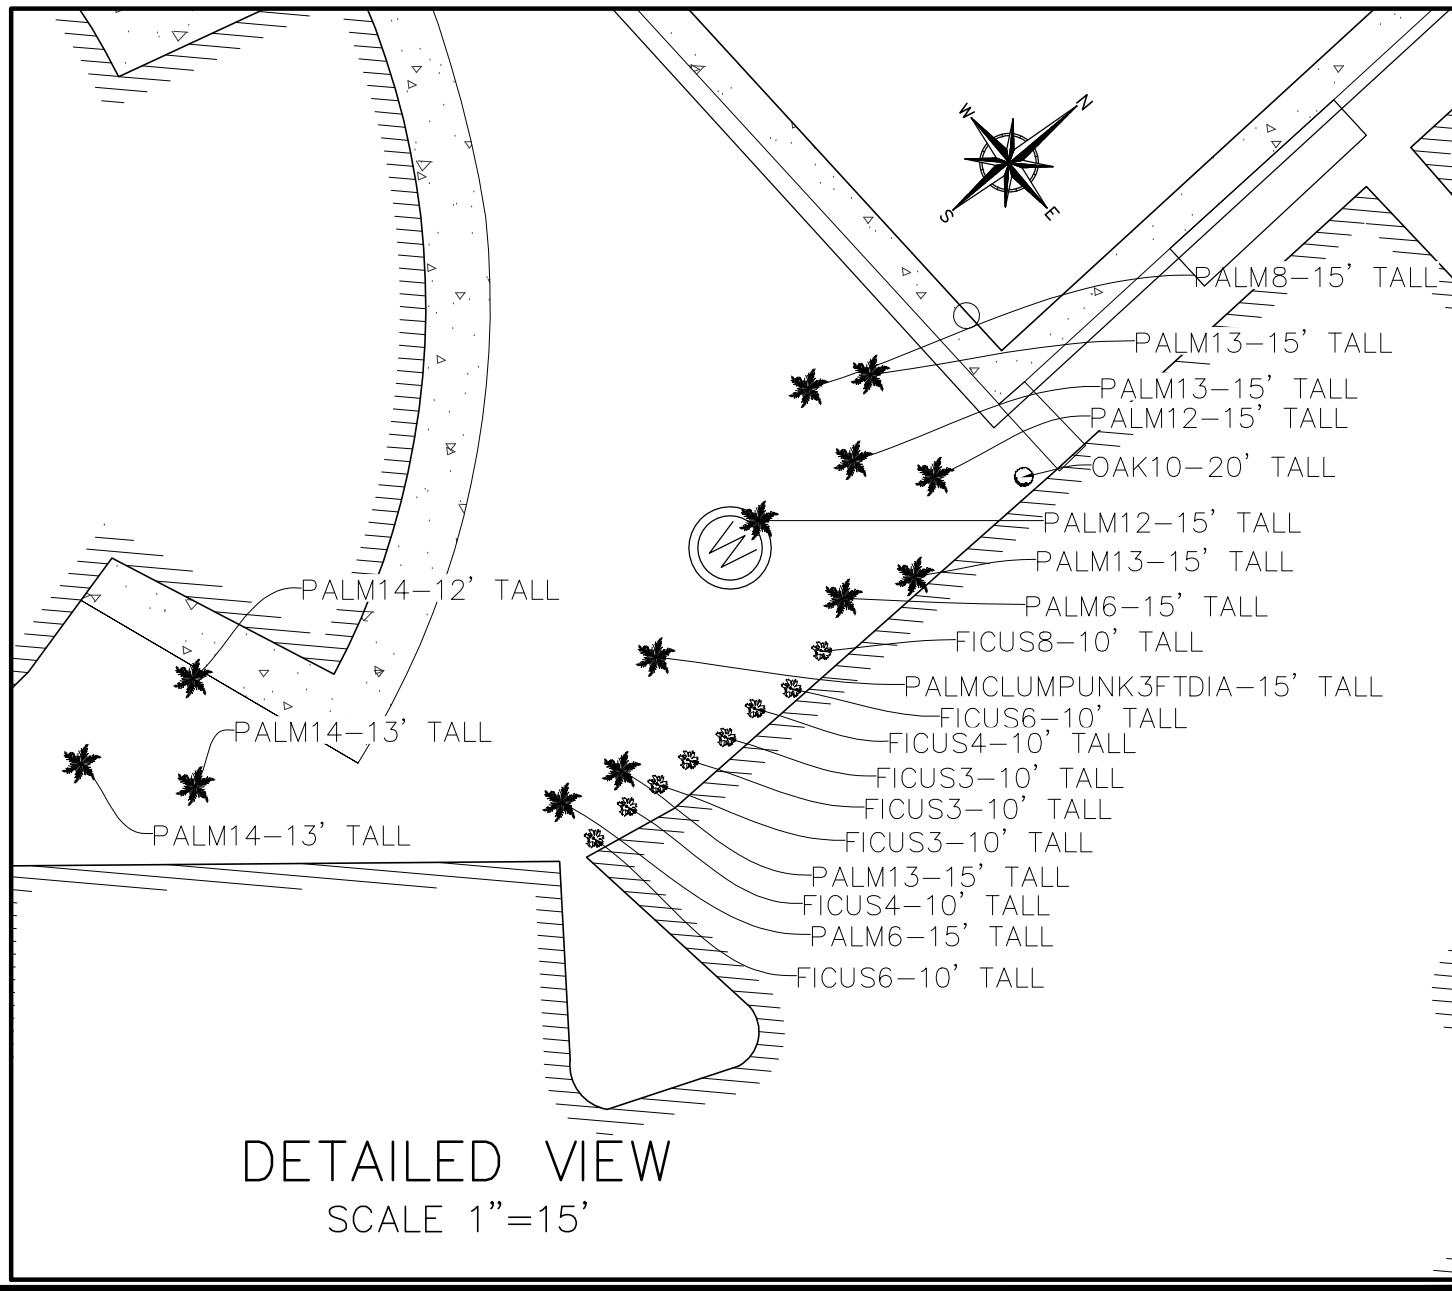 W
N
S
E
PALM8-15' TALL
PALM13-15' TALL
PALM13-15' TALL
PALM12-15' TALL
OAK10-20' TALL
PALM12-15' TALL
W
PALM13-15' TALL
PALM14-12' TALL
PALM6-15' TALL
FICUS8-10' TALL
PALMCLUMPUNK3FTDIA-15' TALL
FICUS6-10' TALL
PALM14-13' TALL
FICUS4-10' TALL
FICUS3-10' TALL
FICUS3-10' TALL
PALM14-13' TALL
FICUS3-10' TALL
PALM13-15' TALL
FICUS4-10' TALL
PALM6-15' TALL
FICUS6-10' TALL
DETAILED VIEW
SCALE 1"=15'